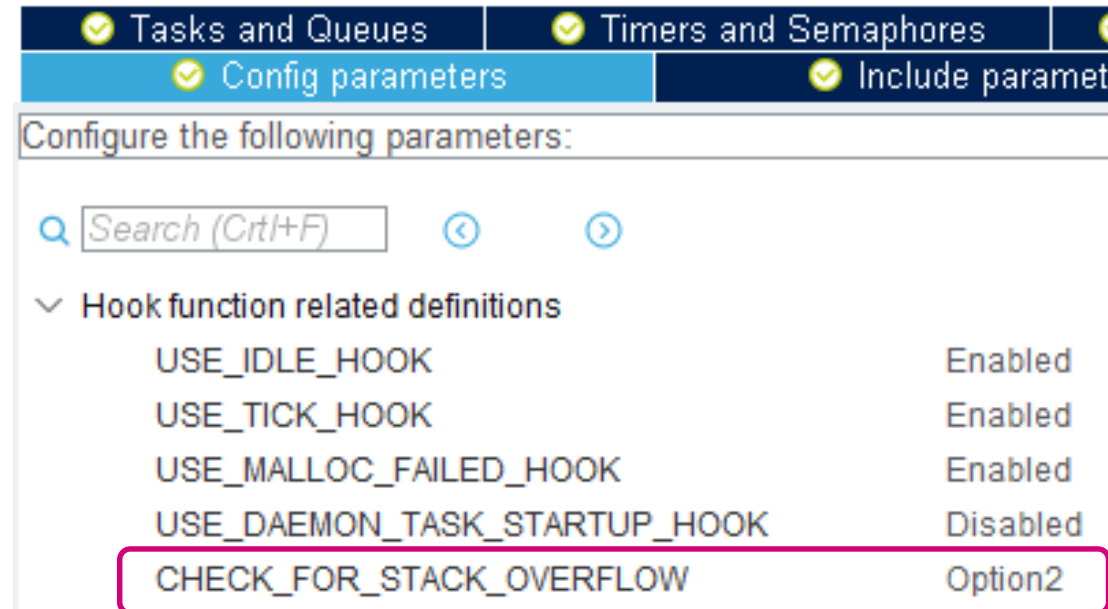 Tasks and Queues Timers and Semaphores
Config parameters Include paramet
Configure the following parameters:
Search (Crtl+F)
Hook function related definitions
USE_IDLE_HOOK Enabled
USE_TICK_HOOK Enabled
USE_MALLOC_FAILED_HOOK Enabled
USE_DAEMON_TASK_STARTUP_HOOK Disabled
CHECK_FOR_STACK_OVERFLOW Option2